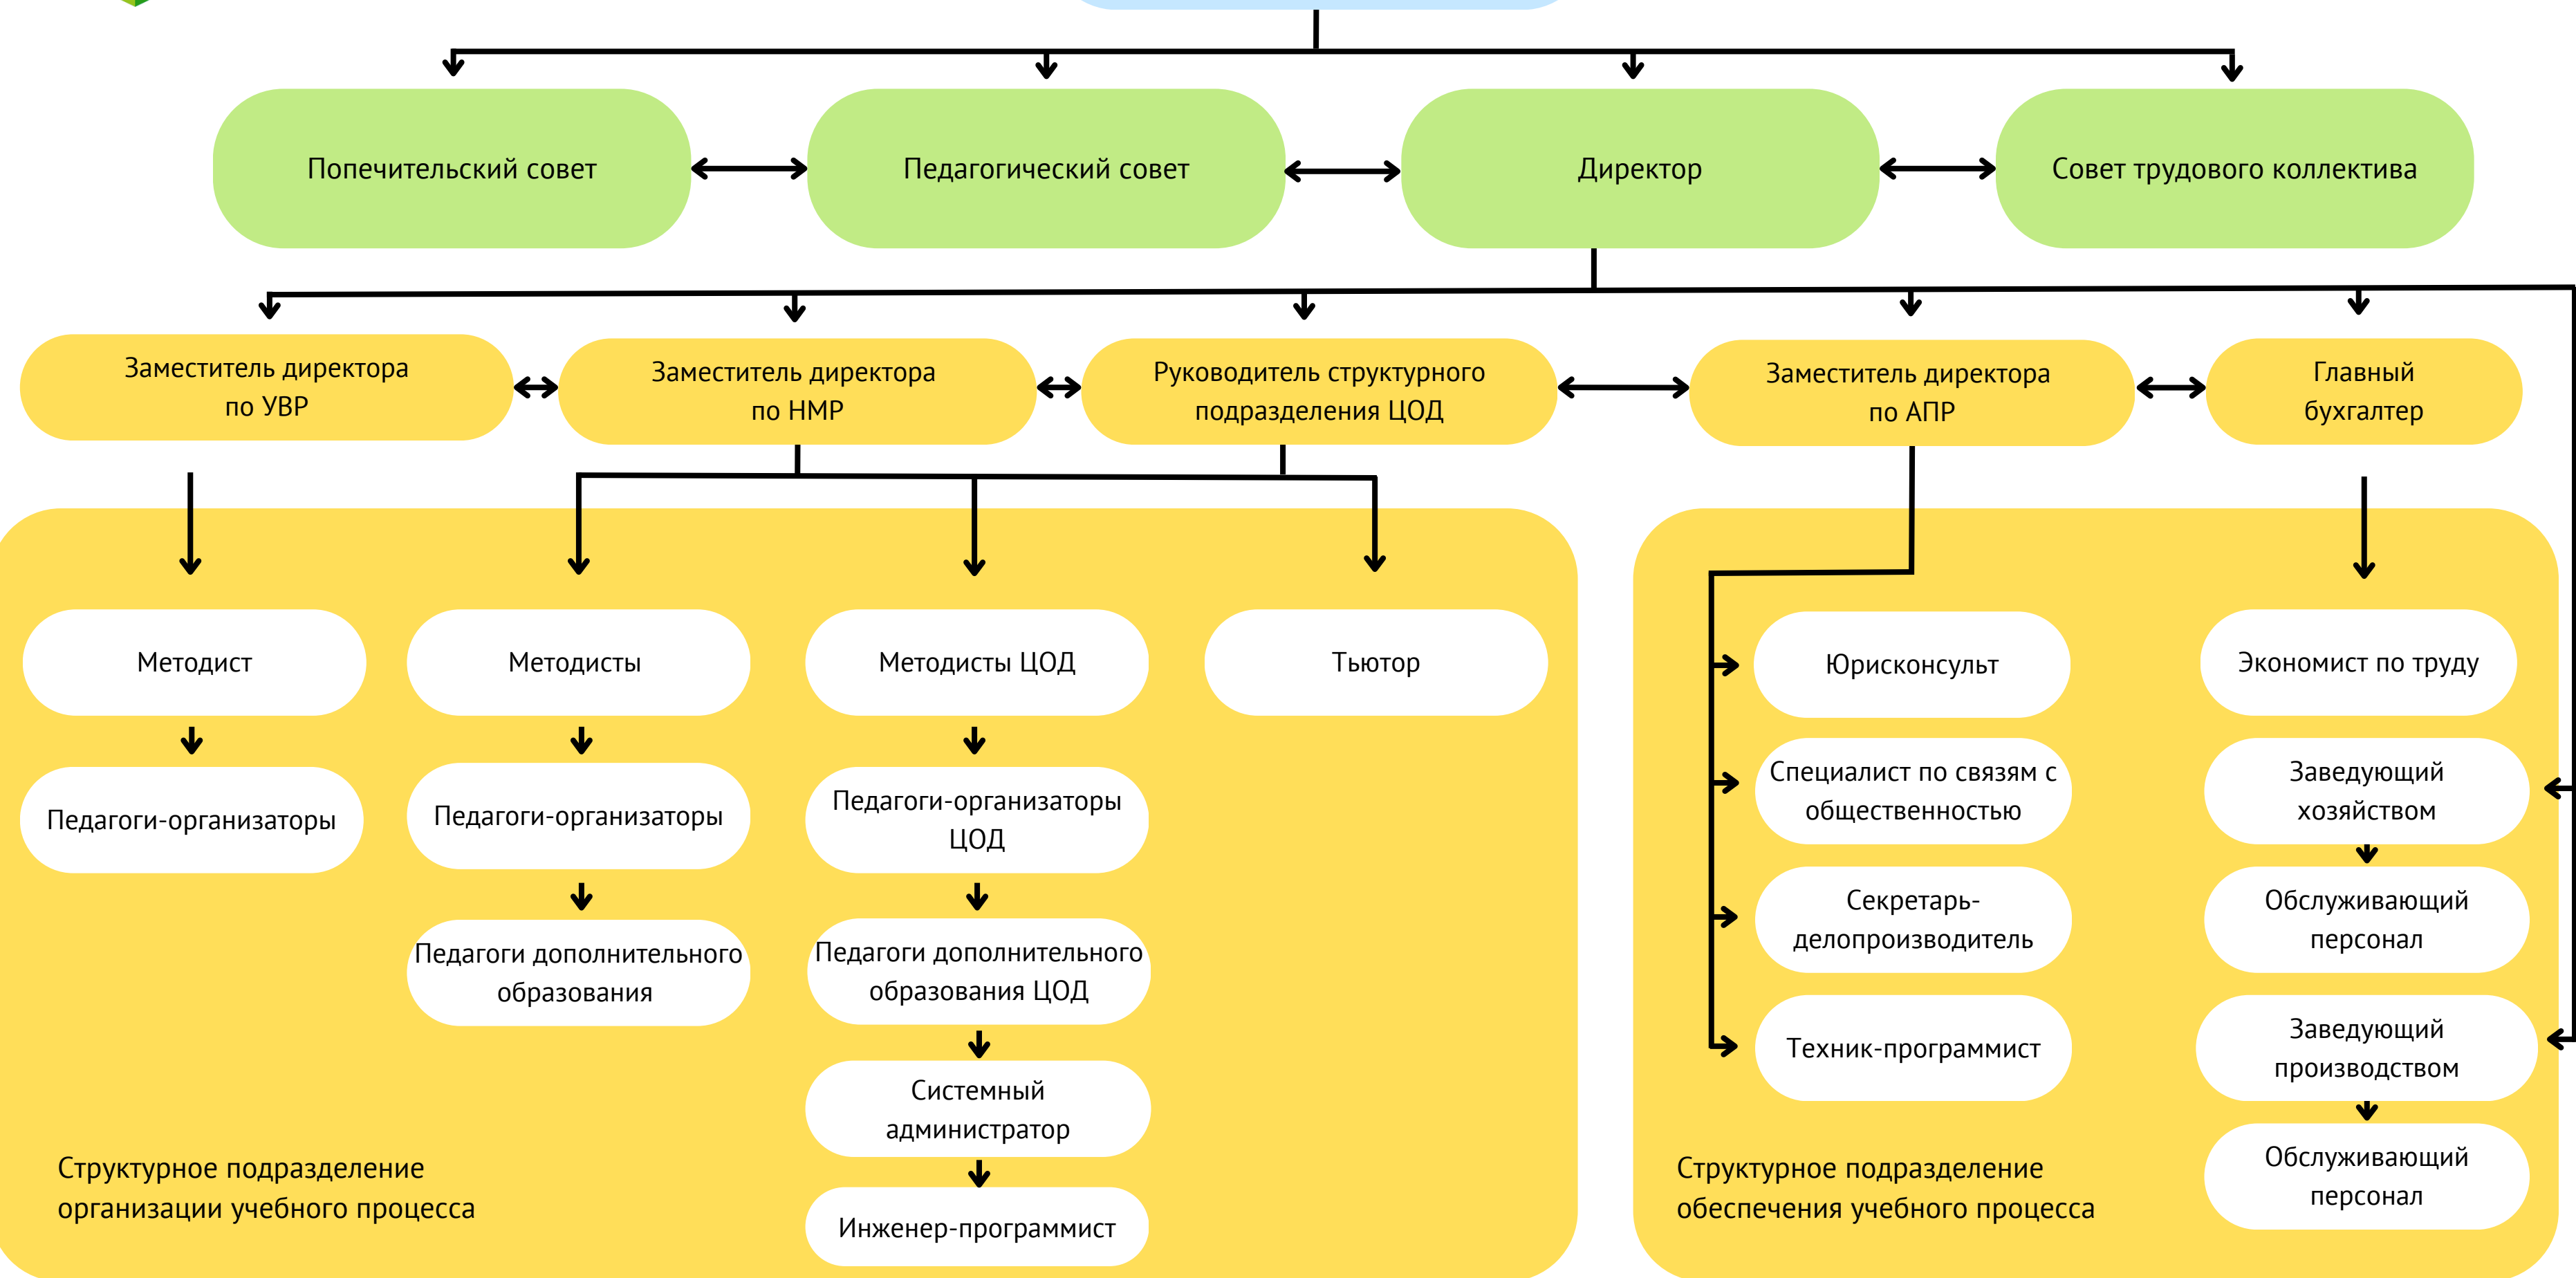 Попечительский совет
Педагогический совет
Директор
Совет трудового коллектива
Заместитель директора
по УВР
Заместитель директора
по НМР
Руководитель структурного
подразделения ЦОД
Заместитель директора
по АПР
Главный
бухгалтер
Методист
Методисты
Методисты ЦОД
Тьютор
Юрисконсульт
Экономист по труду
Педагоги-организаторы
Педагоги-организаторы
Педагоги-организаторы
ЦОД
Специалист по связям с
общественностью
Заведующий
хозяйством
Педагоги дополнительного
образования
Педагоги дополнительного
образования ЦОД
Секретарь-
делопроизводитель
Обслуживающий
персонал
Системный
администратор
Техник-программист
Заведующий
производством
Инженер-программист
Обслуживающий
персонал
Структурное подразделение
организации учебного процесса
Структурное подразделение
обеспечения учебного процесса